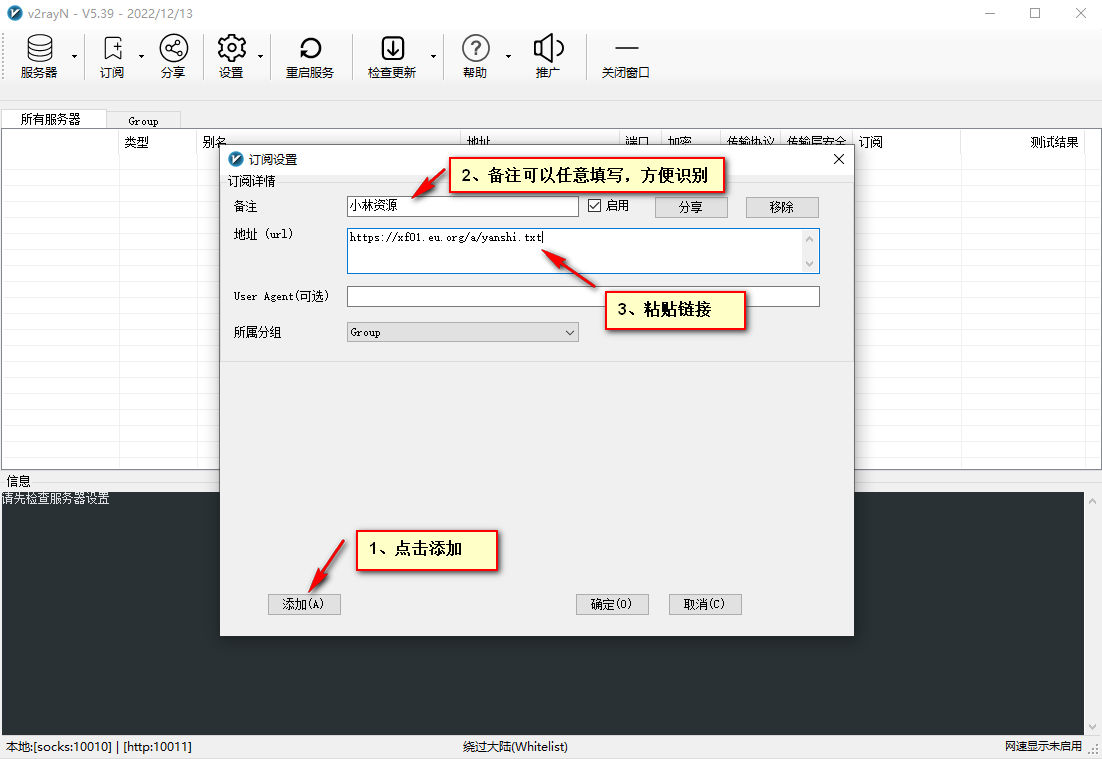 v2rayN - V5.39 - 2022/12/13
服务器 订阅 分享 设置 重启服务 检查更新 帮助 推广 关闭窗口
所有服务器 Group
类型 别名 地址 端口 加密 传输协议 传输层安全 订阅 测试结果
订阅设置
订阅详情
2、备注可以任意填写，方便识别
备注 小林资源 启用 分享 移除
地址 (url) https://xf01.eu.org/a/yanshi.txt
User Agent(可选)
3、粘贴链接
所属分组 Group
信息
请先检查服务器设置
1、点击添加
添加(A) 确定(O) 取消(C)
本地:[socks:10010] | [http:10011] 绕过大陆(Whitelist) 网速显示未启用